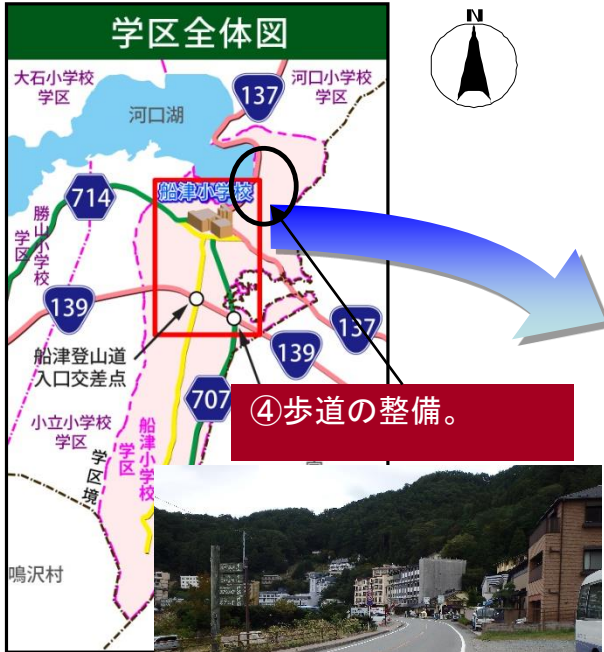 学区全体図
N
大石小学校
学区
河口小学校
学区
137
河口湖
船津小学校
714
勝山小学校
学区
139
137
139
船津登山道
入口交差点
707
④歩道の整備。
小立小学校
学区
船津小学校
学区
学区境
鳴沢村